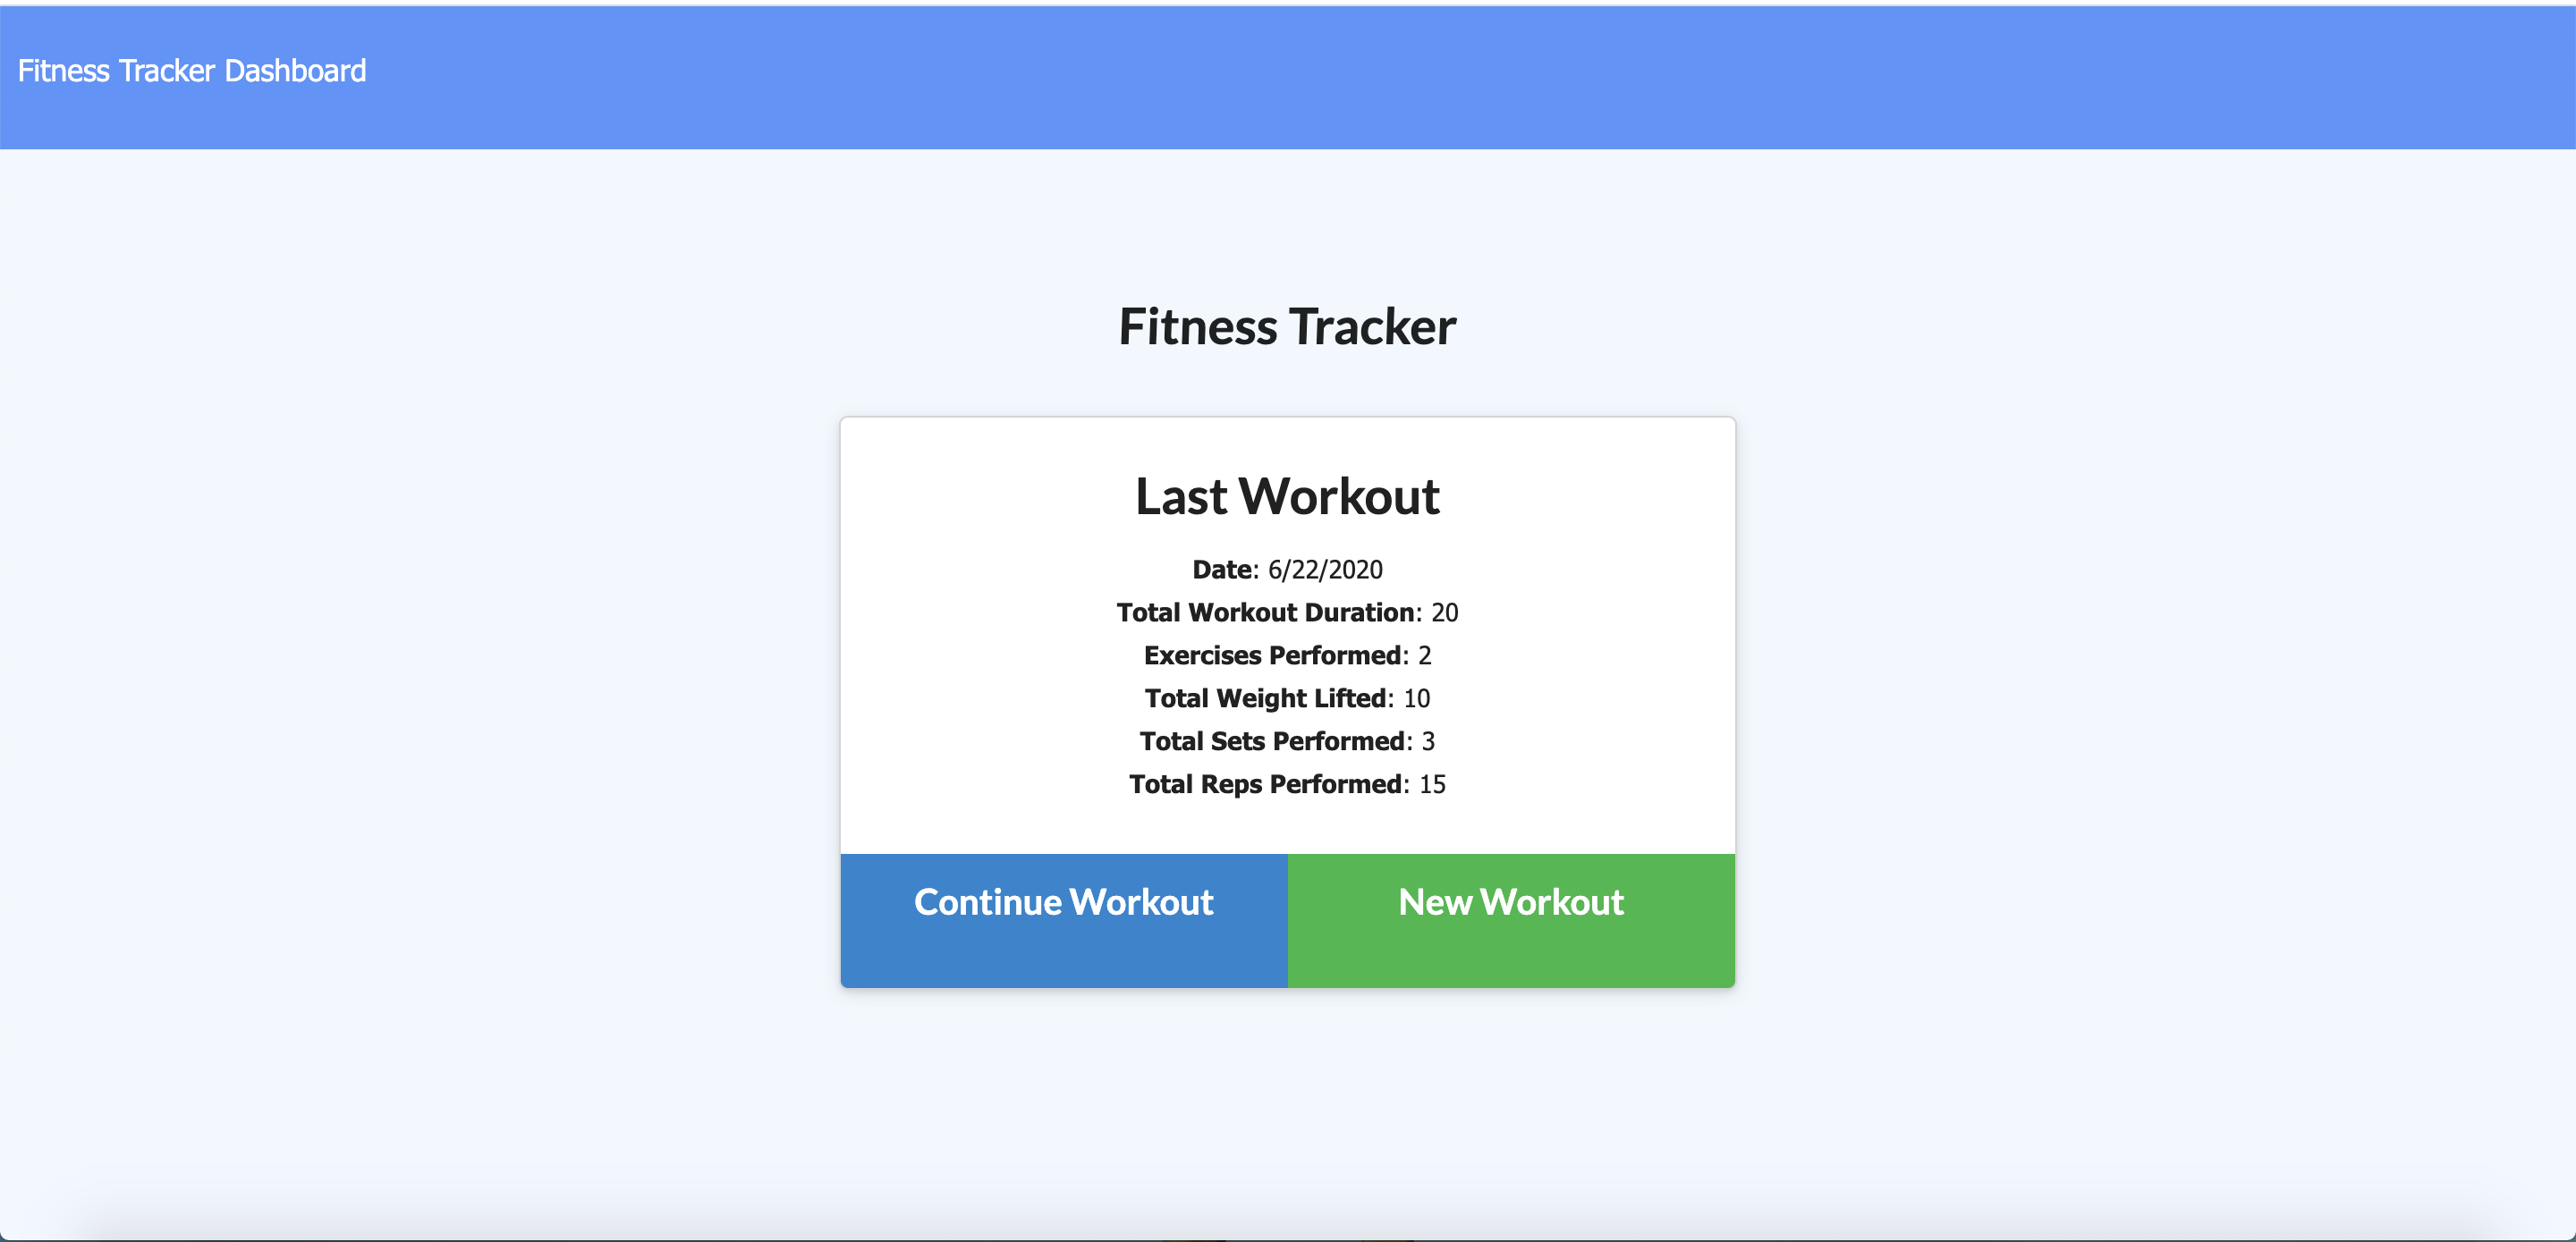 Fitness Tracker Dashboard
Fitness Tracker
Last Workout
Date: 6/22/2020
Total Workout Duration: 20
Exercises Performed: 2
Total Weight Lifted: 10
Total Sets Performed: 3
Total Reps Performed: 15
Continue Workout
New Workout